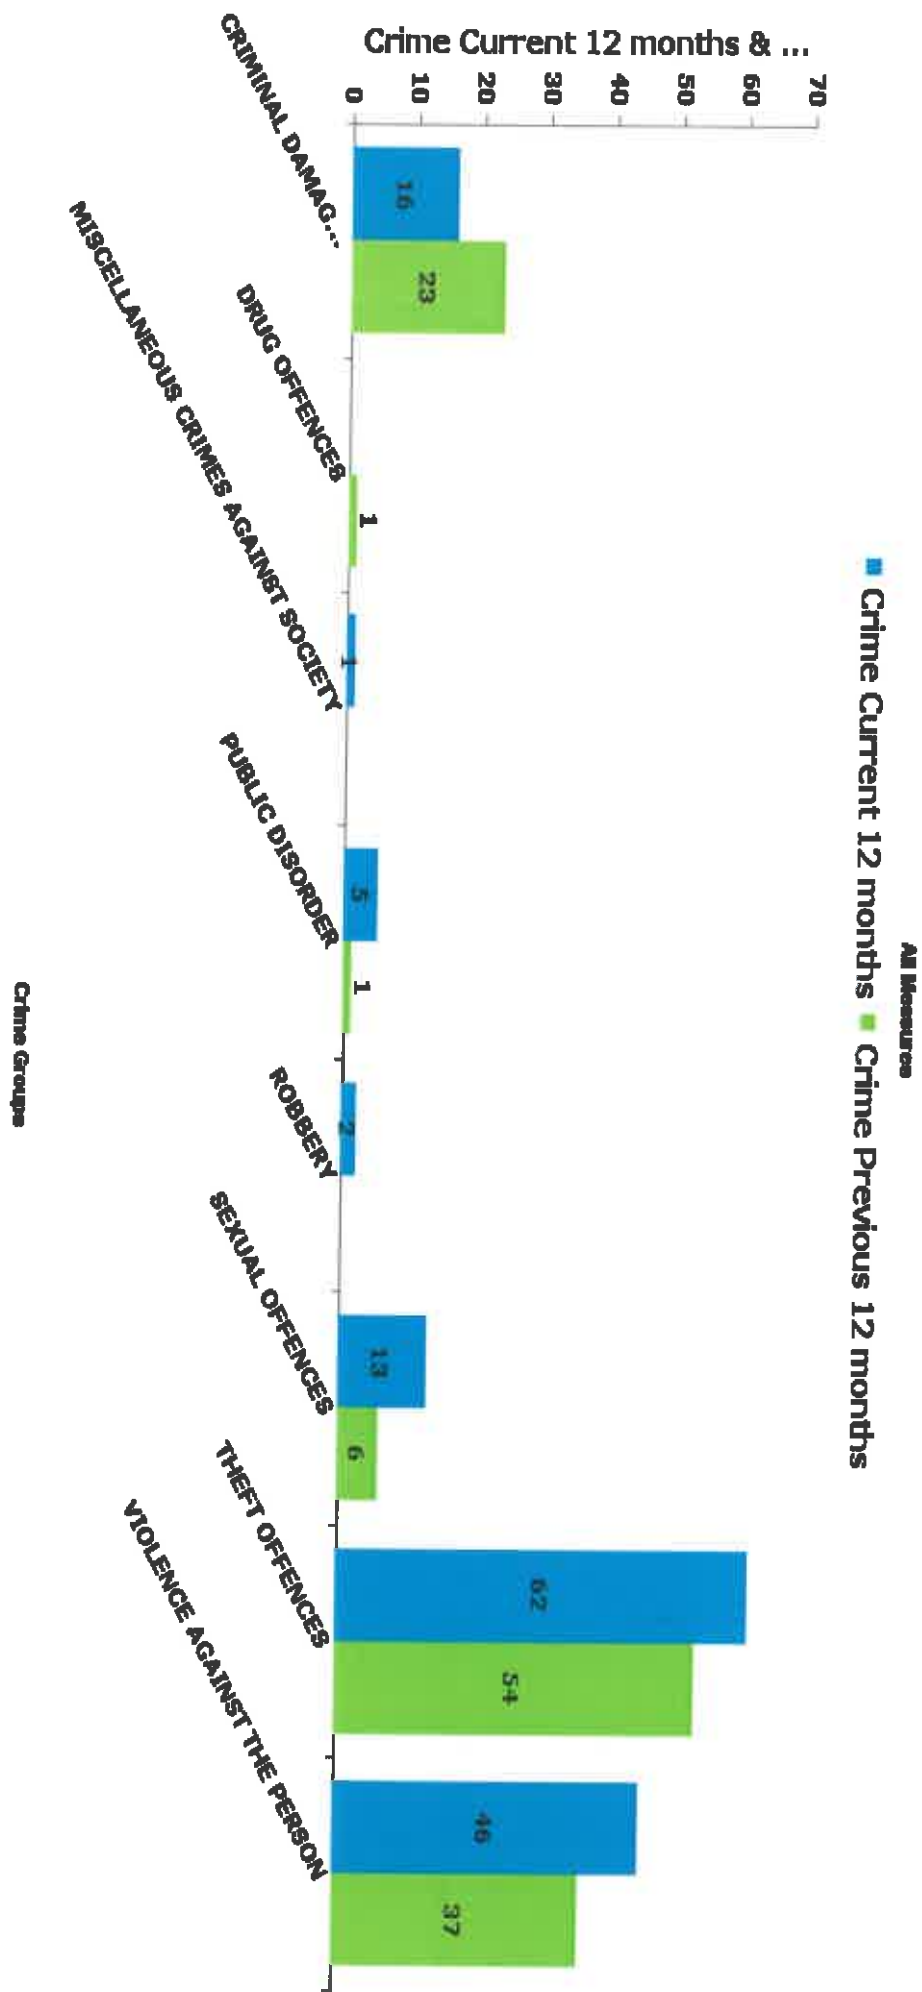 All Measures
Crime Current 12 months Crime Previous 12 months
Crime Current 12 months & ...
70
60
50
40
30
20
10
0
16
23
1
1
5
1
2
13
6
62
54
46
37
CRIMINAL DAMAG...
DRUG OFFENCES
MISCELLANEOUS CRIMES AGAINST SOCIETY
PUBLIC DISORDER
ROBBERY
SEXUAL OFFENCES
THEFT OFFENCES
VIOLENCE AGAINST THE PERSON
Crime Groups